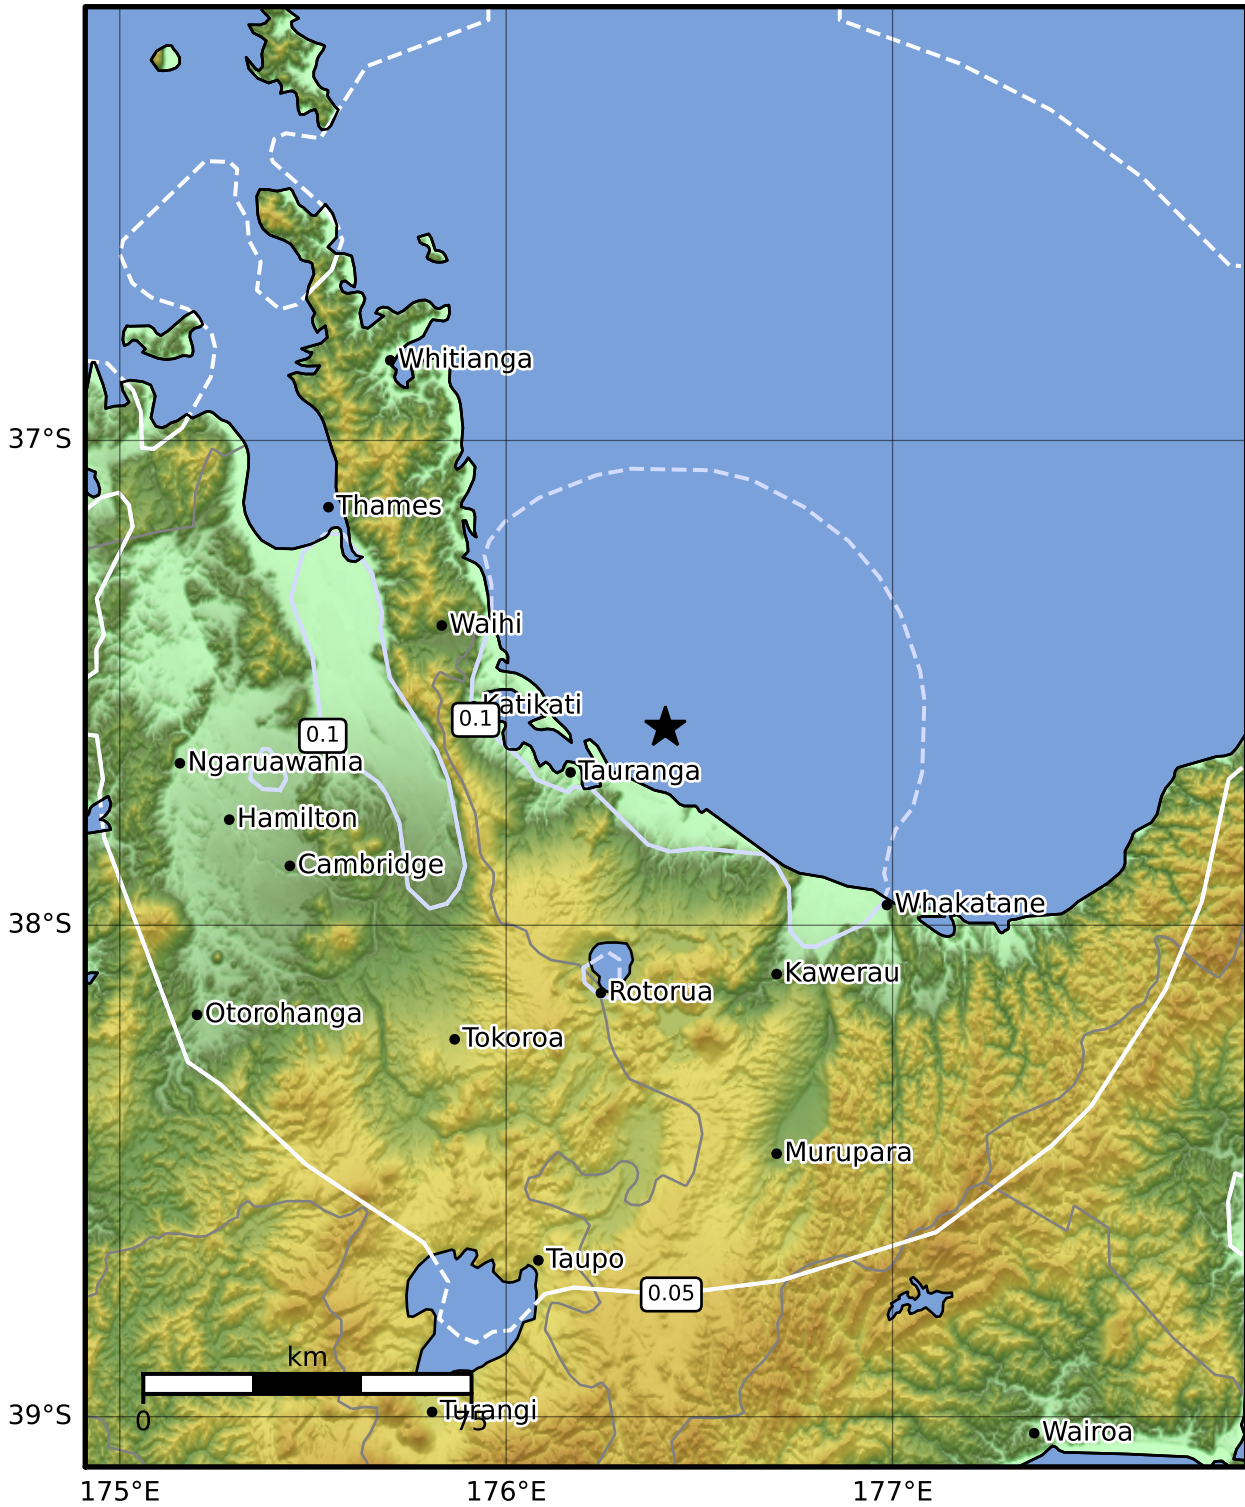 Whitianga
37°S
Thames
Waihi
Katikati
0.1
0.1
Ngaruawahia
Tauranga
Hamilton
Cambridge
Whakatane
38°S
Kawerau
Rotorua
Otorohanga
Tokoroa
Murupara
Taupo
0.05
km
0
75
Turangi
39°S
Wairoa
175°E
176°E
177°E